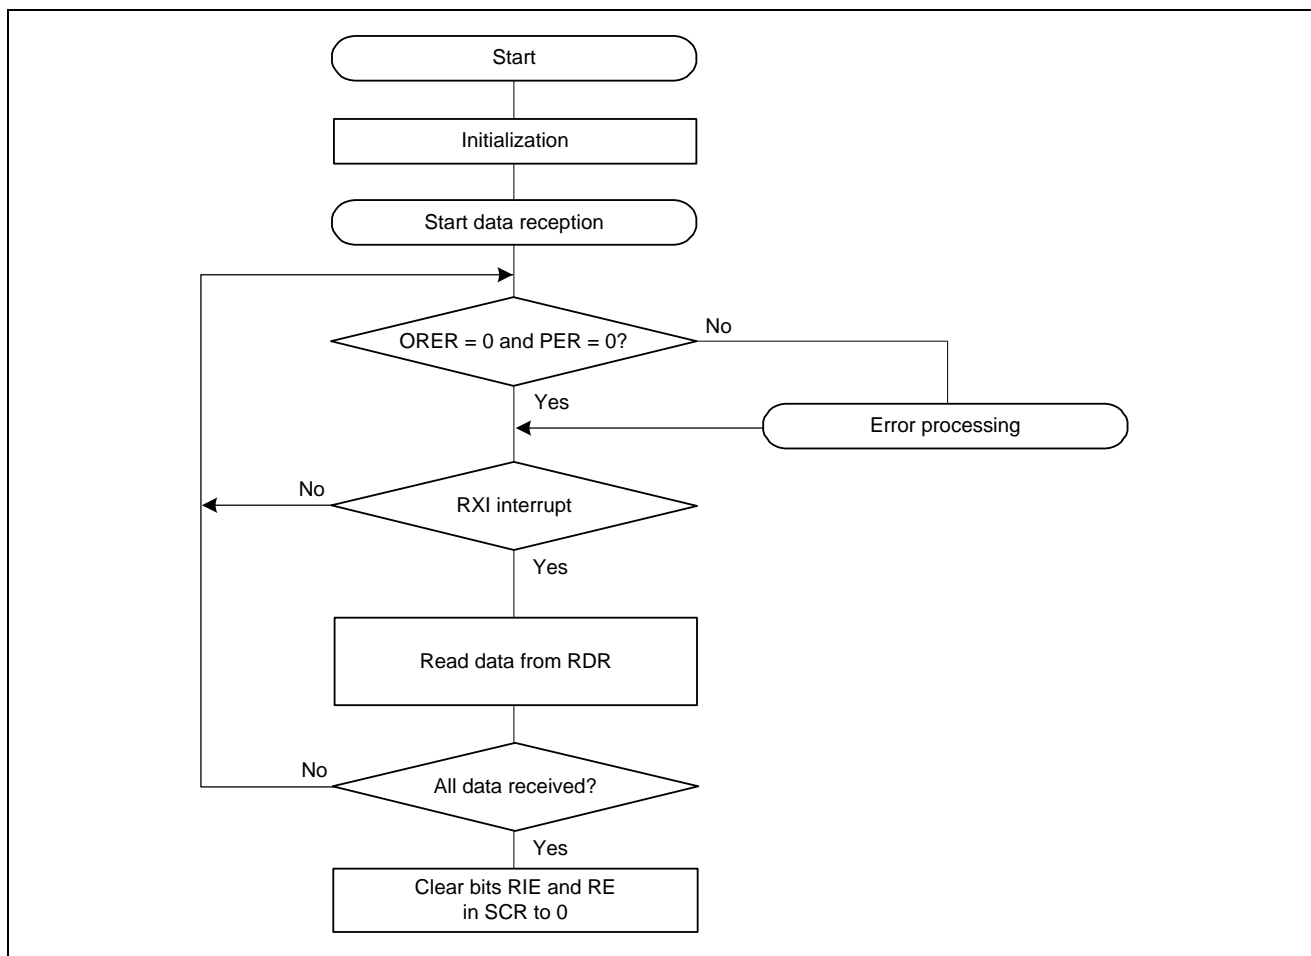 Start
Initialization
Start data reception
ORER = 0 and PER = 0?
No
Yes
Error processing
No
RXI interrupt
Yes
Read data from RDR
No
All data received?
Yes
Clear bits RIE and RE
in SCR to 0